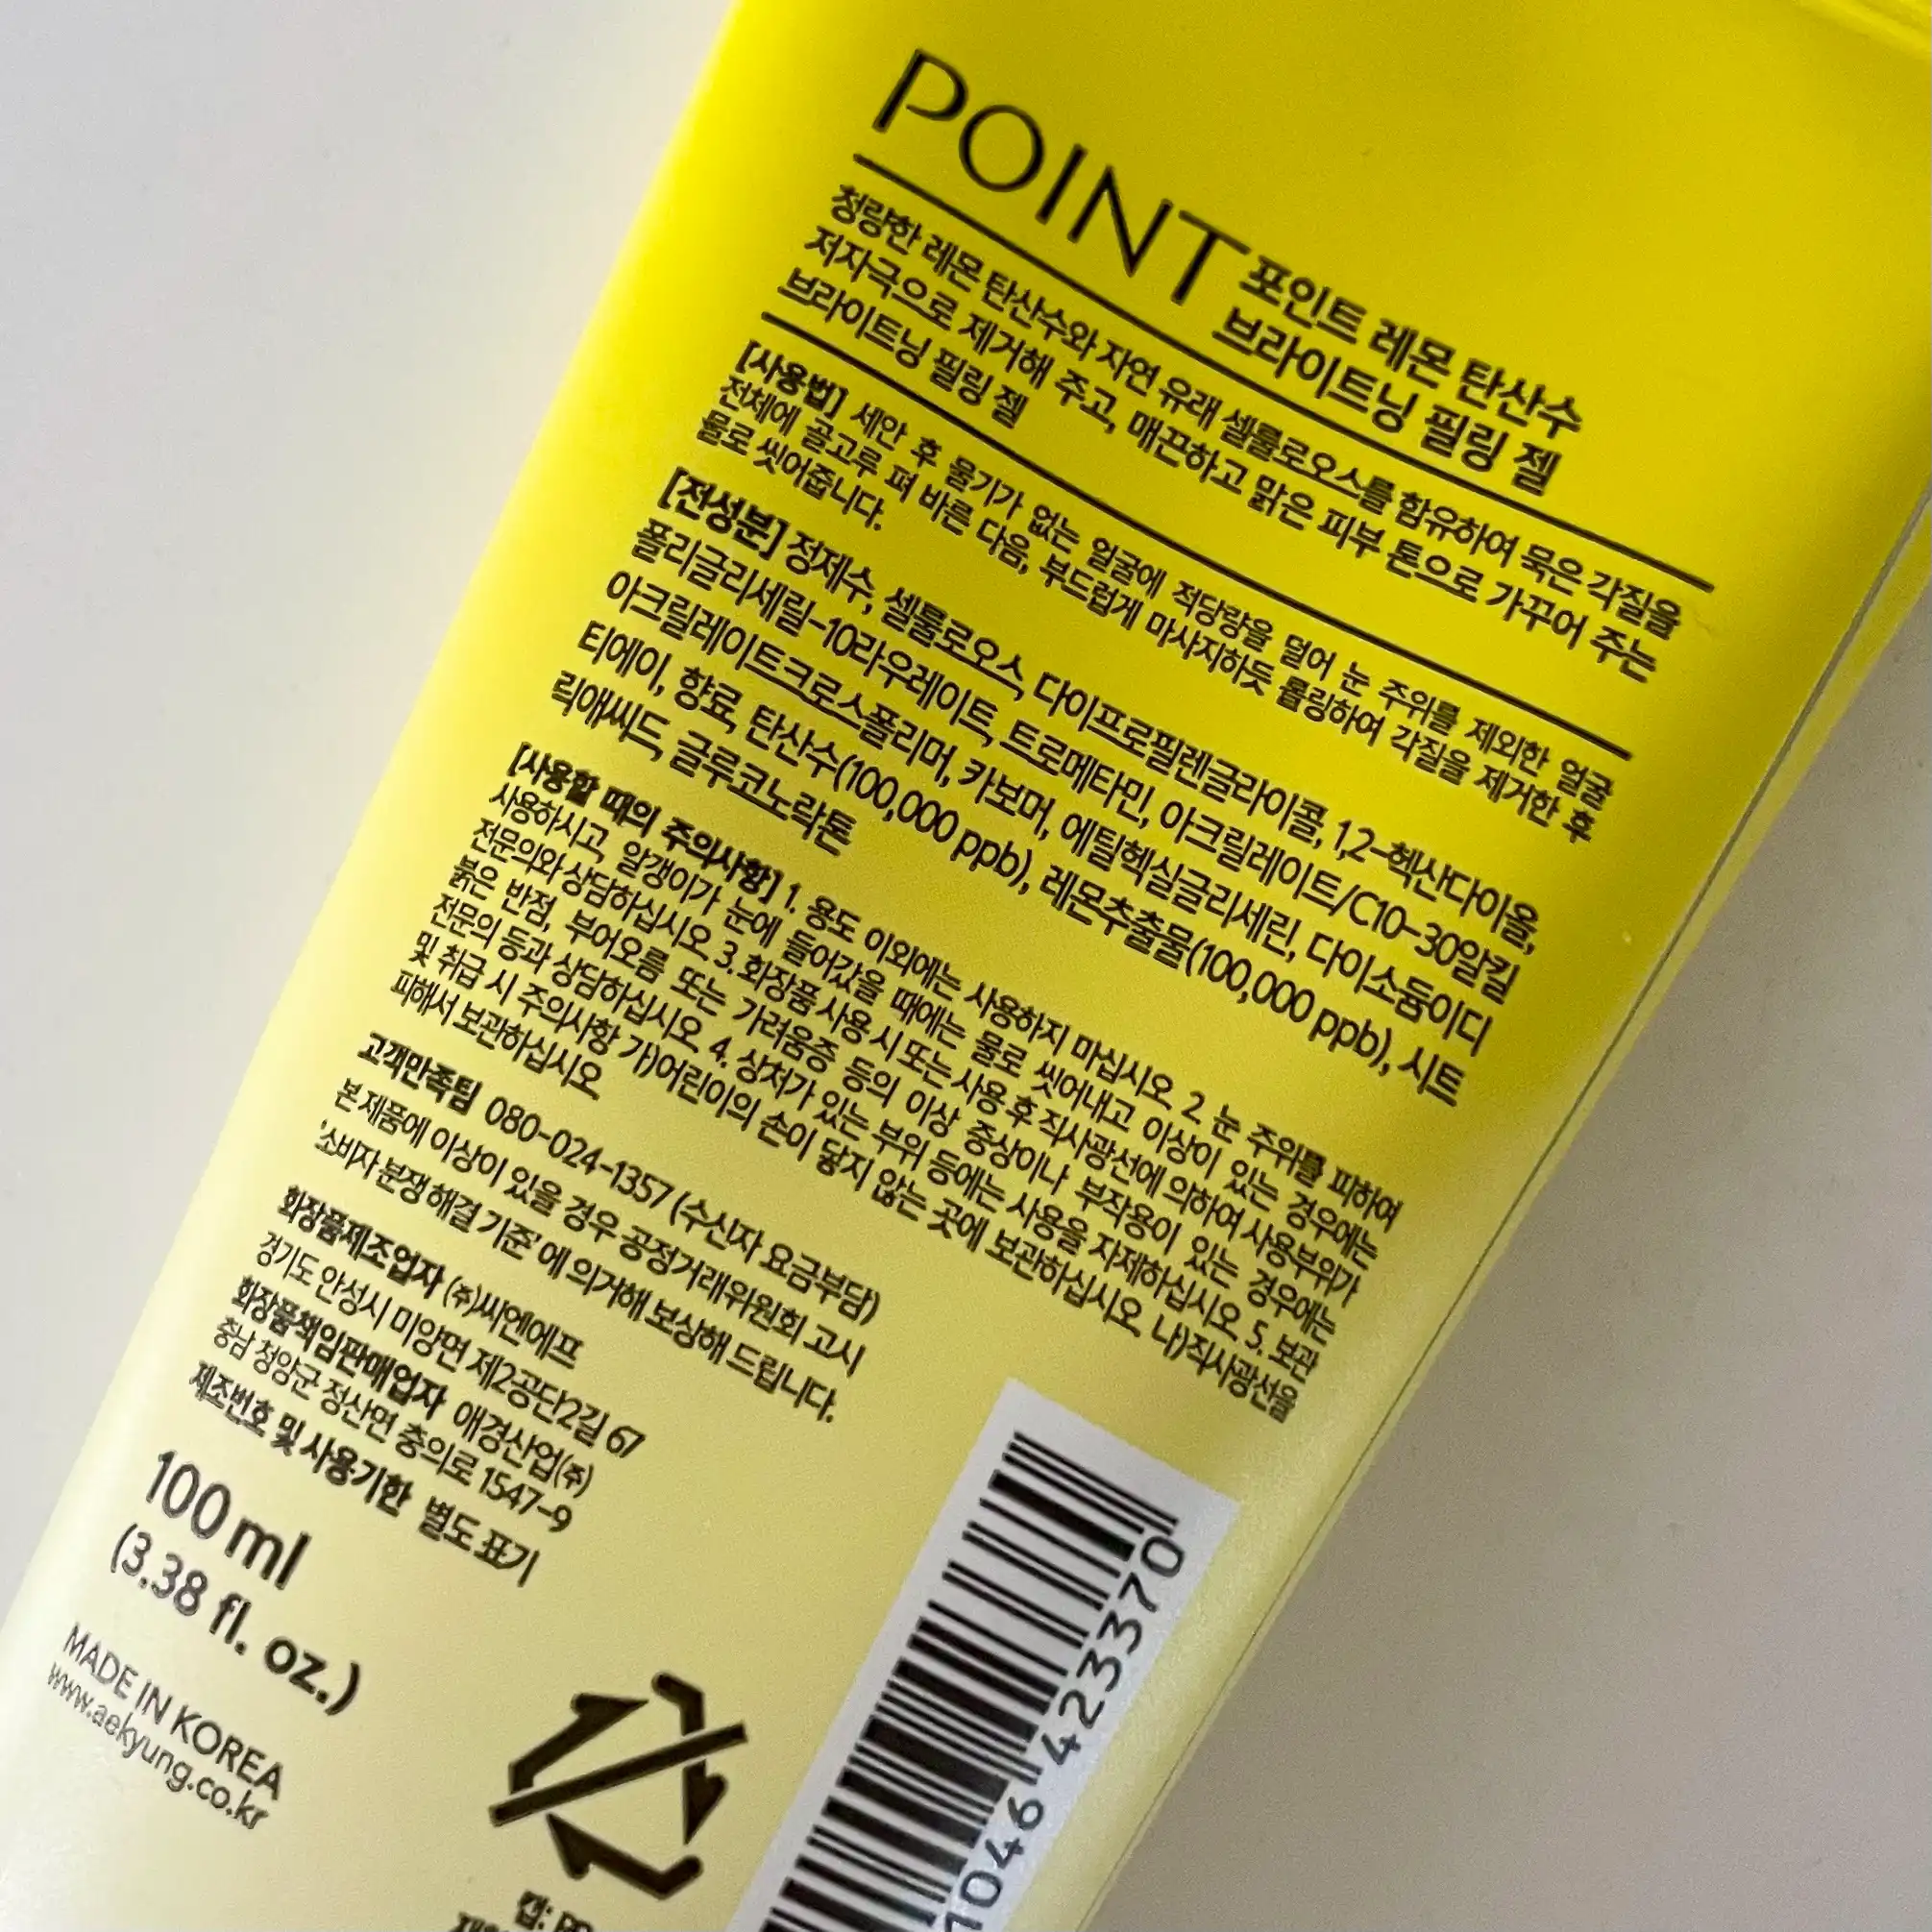 POINT 포인트 레몬 탄산수
브라이트닝 필링 젤
청량한 레몬 탄산수와 자연 유래 셀룰로오스를 함유하여 묵은 각질을
저자극으로 제거해 주고, 매끈하고 맑은 피부 톤으로 가꾸어 주는
브라이트닝 필링 젤
[사용법] 세안 후 물기가 없는 얼굴에 적당량을 덜어 눈 주위를 제외한 얼굴
전체에 골고루 펴 바른 다음, 부드럽게 마사지하듯 롤링하여 각질을 제거한 후
물로 씻어줍니다.
[전성분] 정제수, 셀룰로오스, 다이프로필렌글라이콜, 1,2-헥산다이올,
폴리글리세릴-10라우레이트, 트로메타민, 아크릴레이트/C10-30알킬
아크릴레이트크로스폴리머, 카보머, 에틸헥실글리세린, 다이소듐이디
티에이, 향료, 탄산수(100,000 ppb), 레몬추출물(100,000 ppb), 시트
릭애씨드, 글루코노락톤
[사용할 때의 주의사항] 1. 용도 이외에는 사용하지 마십시오. 2. 눈 주위를 피하여
사용하시고, 알갱이가 눈에 들어갔을 때에는 물로 씻어내고 이상이 있는 경우에는
전문의와 상담하십시오. 3. 화장품 사용 시 또는 사용 후 직사광선에 의하여 사용부위가
붉은 반점, 부어오름 또는 가려움증 등의 이상 증상이나 부작용이 있는 경우에는
전문의 등과 상담하십시오. 4. 상처가 있는 부위 등에는 사용을 자제하십시오. 5. 보관
및 취급 시 주의사항 가)어린이의 손이 닿지 않는 곳에 보관하십시오. 나)직사광선을
피해서 보관하십시오.
고객만족팀 080-024-1357 (수신자 요금부담)
본 제품에 이상이 있을 경우 공정거래위원회 고시
'소비자 분쟁 해결 기준'에 의거해 보상해 드립니다.
화장품제조업자 (주)씨엔에프
경기도 안성시 미양면 제2공단2길 67
화장품책임판매업자 애경산업(주)
충남 청양군 정산면 충의로 1547-9
제조번호 및 사용기한 별도 표기
100 ml
(3.38 fl. oz.)
MADE IN KOREA
www.aekyung.co.kr
1046 423370
캡: PP